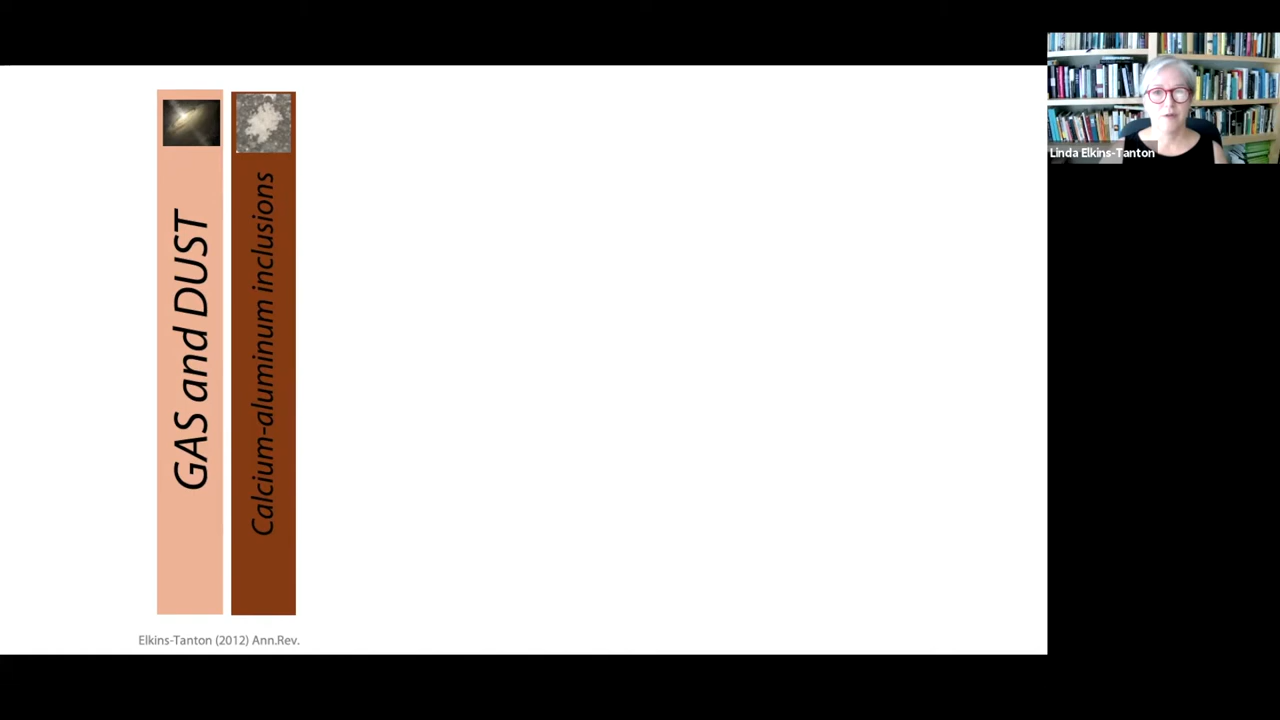 GAS and DUST
Calcium-aluminum inclusions
Elkins-Tanton (2012) Ann.Rev.
Linda Elkins-Tanton